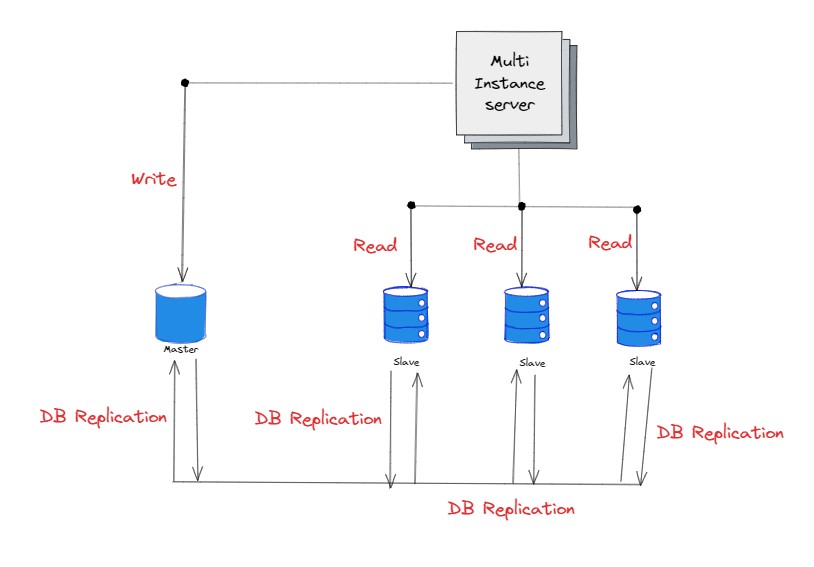 Multi
Instance
server
Write
Read
Read
Read
Master
Slave
Slave
Slave
DB Replication
DB Replication
DB Replication
DB Replication